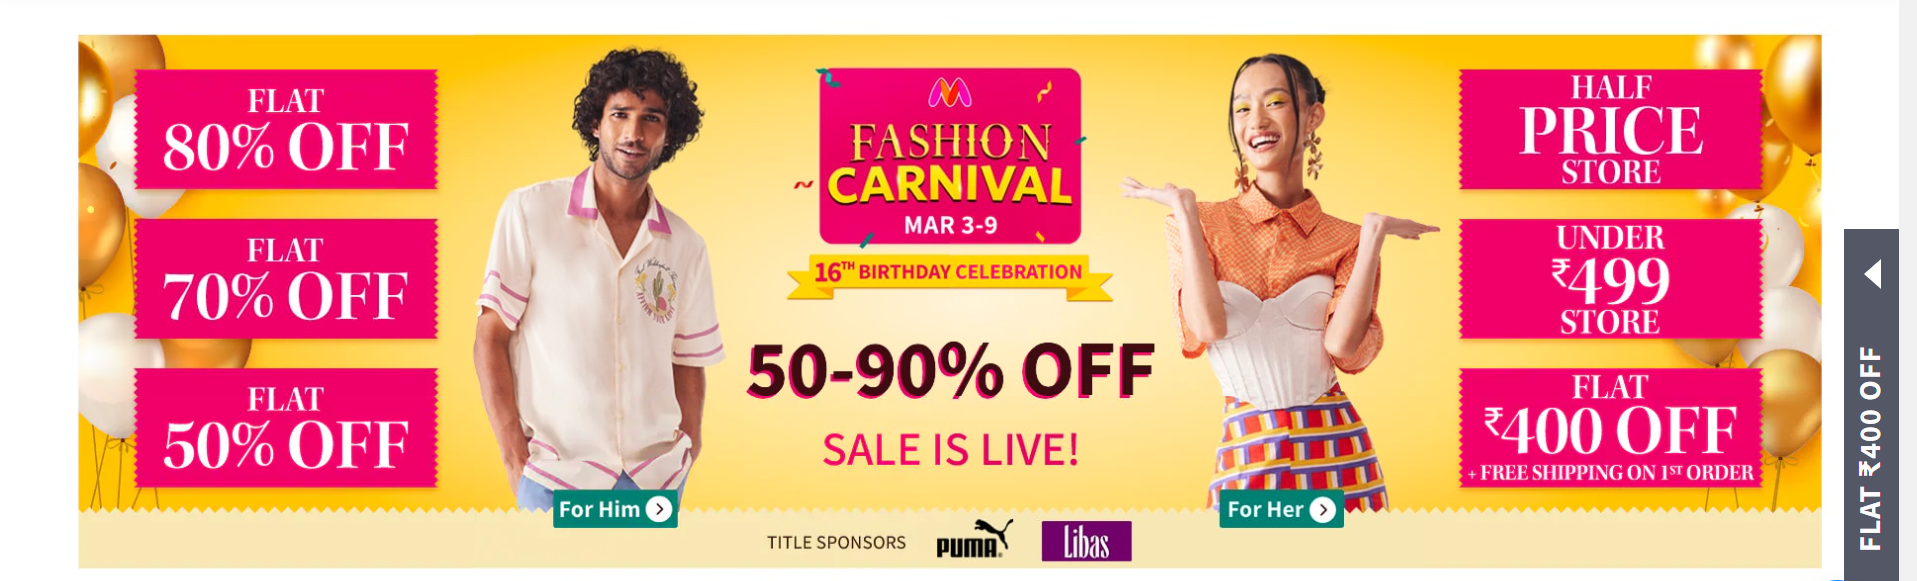 FLAT
80% OFF
FLAT
70% OFF
FLAT
50% OFF
FASHION
CARNIVAL
MAR 3-9
16TH BIRTHDAY CELEBRATION
50-90% OFF
SALE IS LIVE!
For Him
For Her
TITLE SPONSORS
PUMA
Libas
HALF
PRICE
STORE
UNDER
₹499
STORE
FLAT
₹400 OFF
+ FREE SHIPPING ON 1ST ORDER
FLAT ₹400 OFF